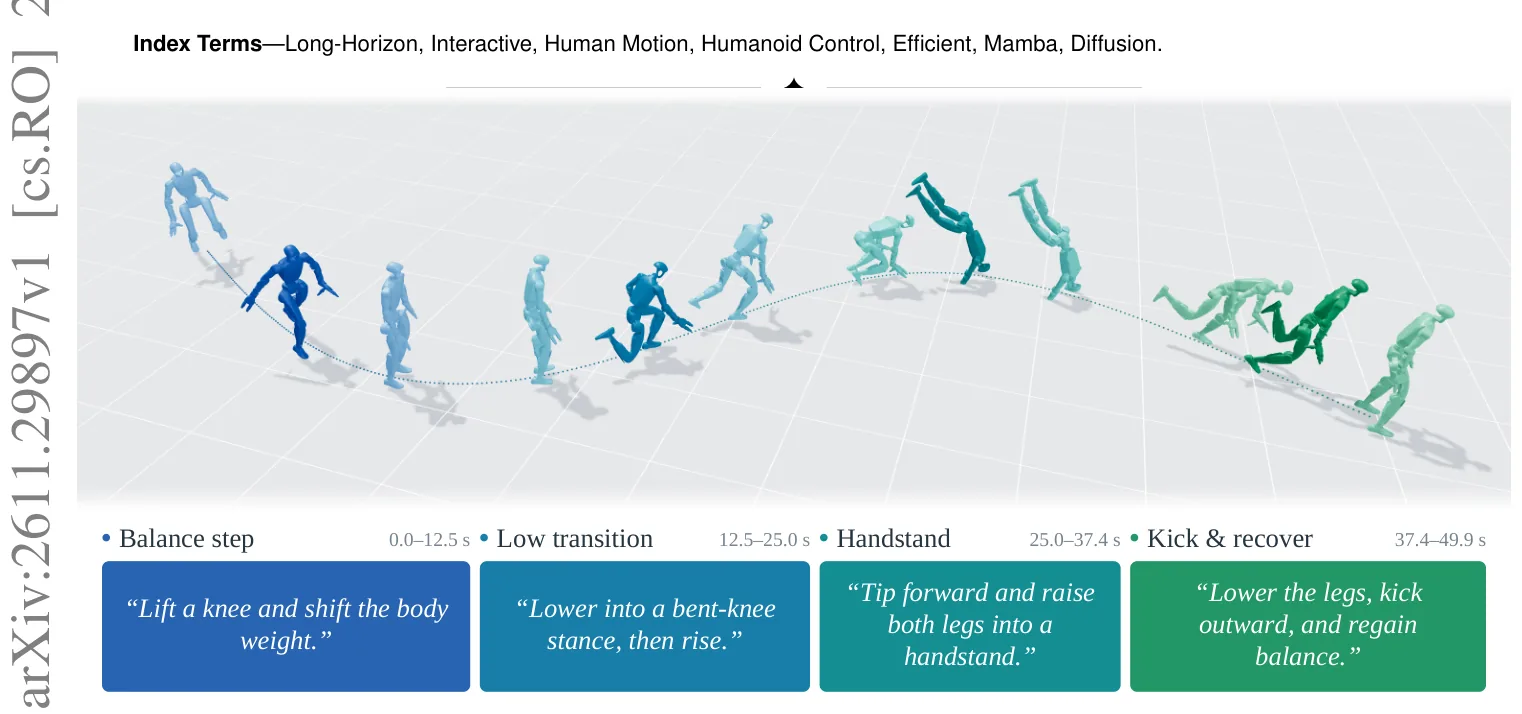 Index Terms—Long-Horizon, Interactive, Human Motion, Humanoid Control, Efficient, Mamba, Diffusion.
arXiv:2611.29897v1 [cs.RO] 2
• Balance step 0.0–12.5 s
• Low transition 12.5–25.0 s
• Handstand 25.0–37.4 s
• Kick & recover 37.4–49.9 s
“Lift a knee and shift the body
weight.”
“Lower into a bent-knee
stance, then rise.”
“Tip forward and raise
both legs into a
handstand.”
“Lower the legs, kick
outward, and regain
balance.”